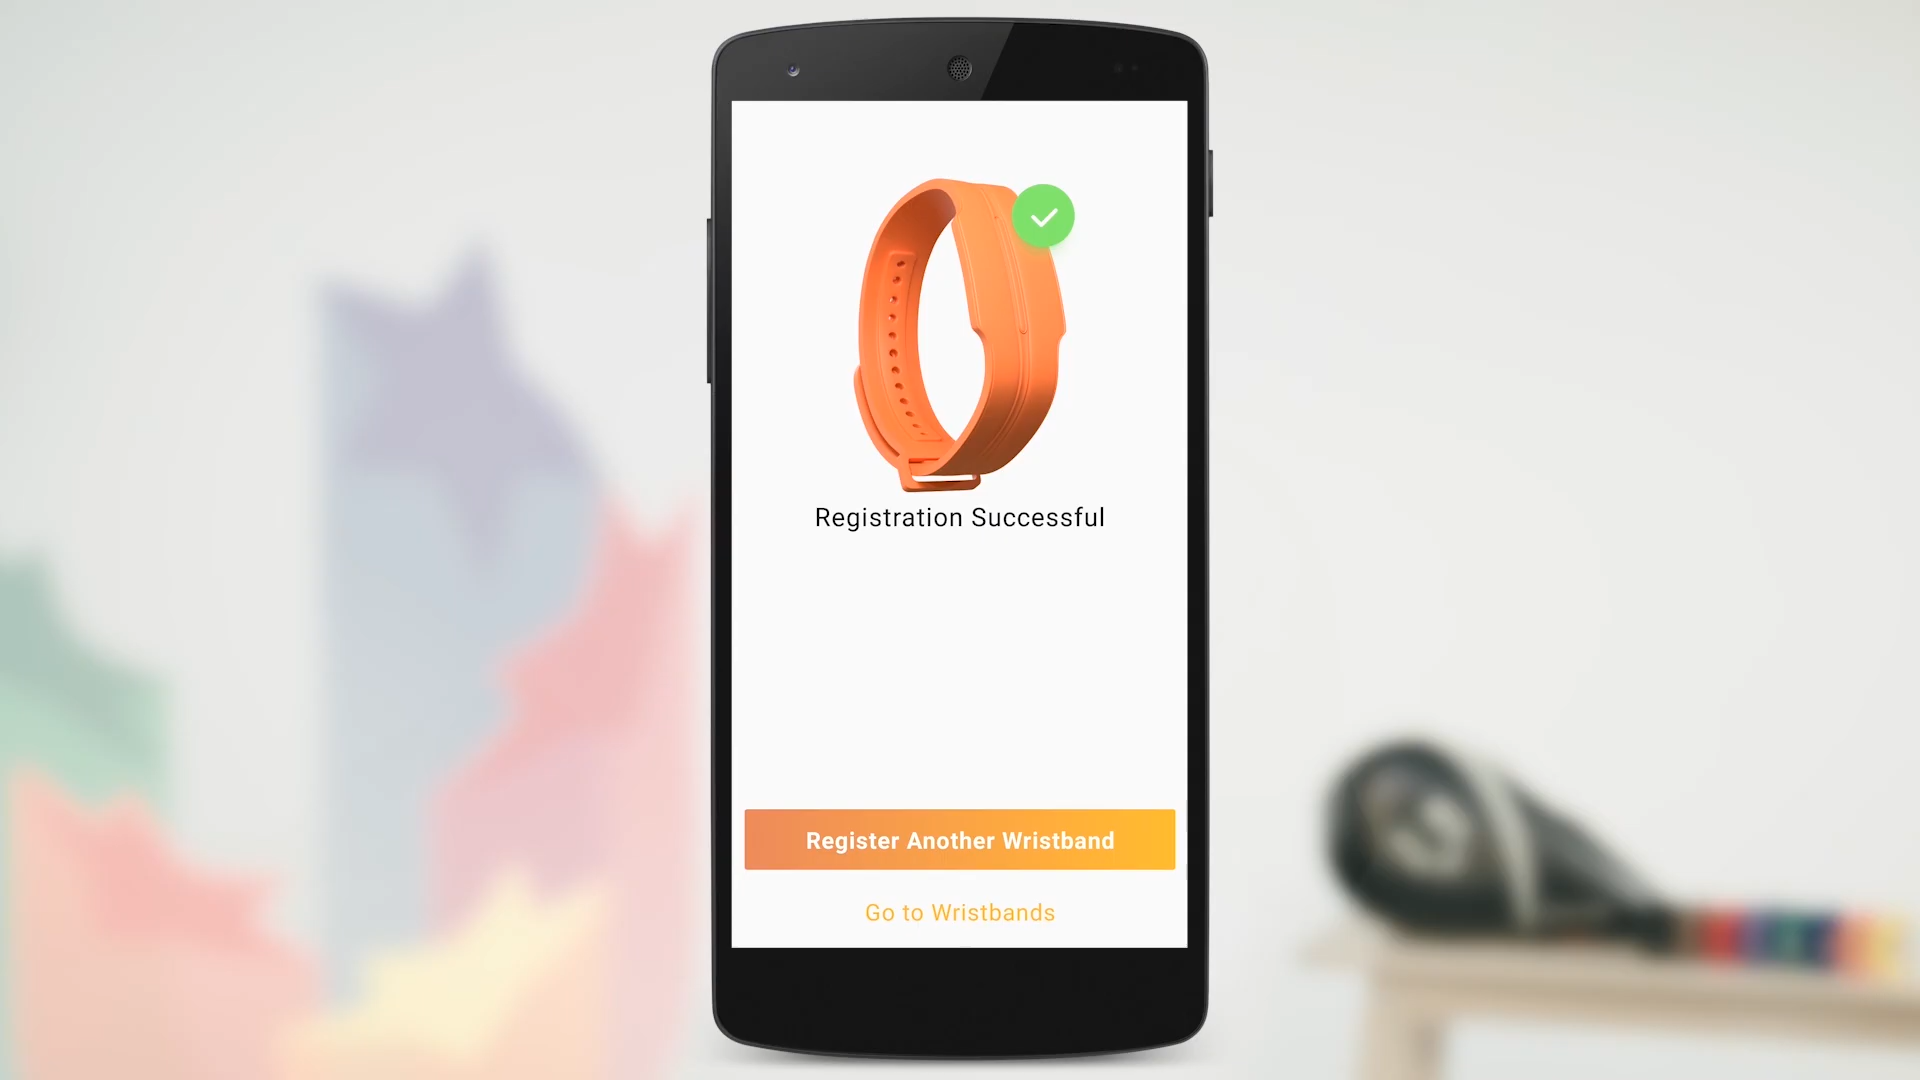 Registration Successful
Register Another Wristband
Go to Wristbands